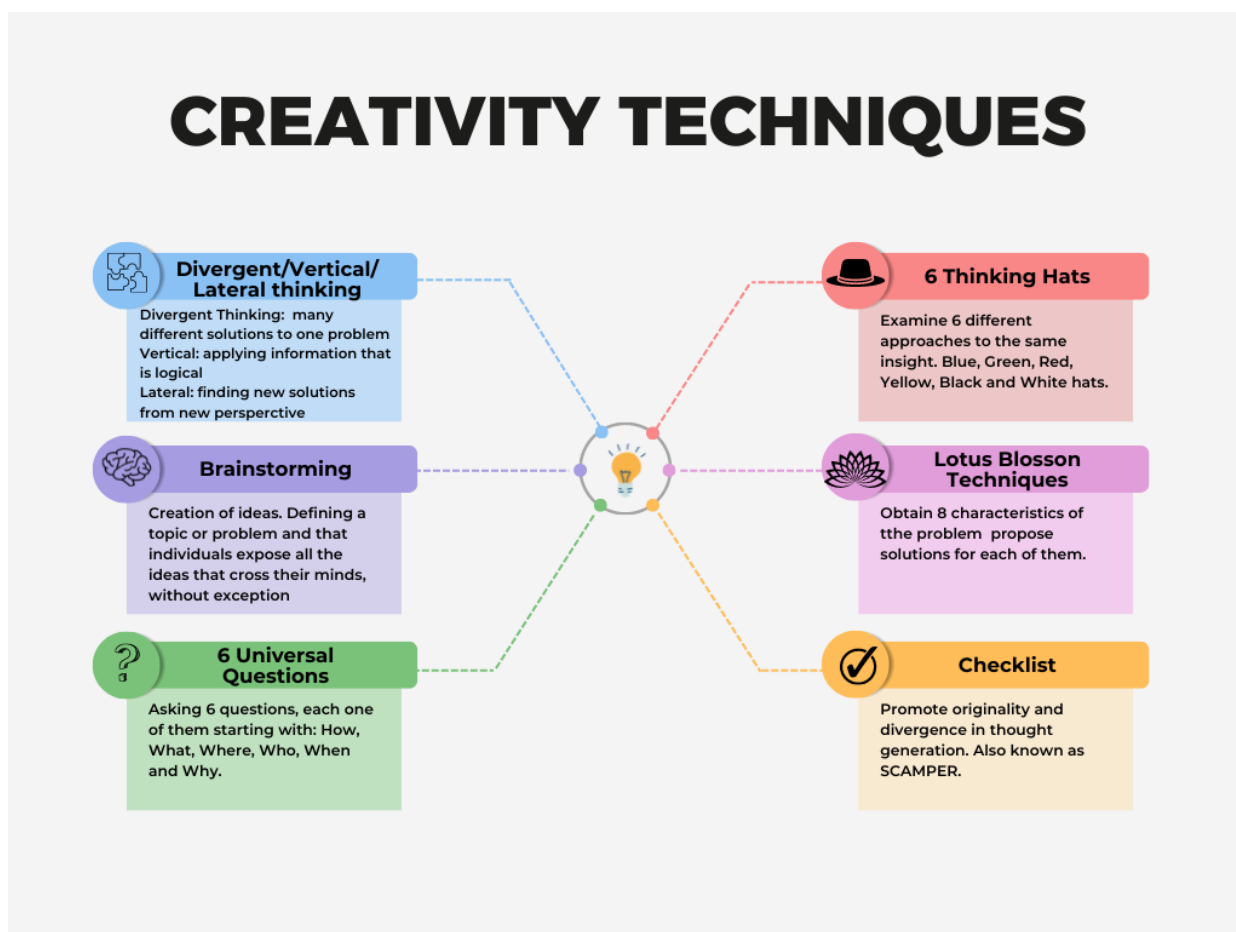 CREATIVITY TECHNIQUES
Divergent/Vertical/
Lateral thinking
Divergent Thinking:  many
different solutions to one problem
Vertical: applying information that
is logical
Lateral: finding new solutions
from new persperctive
Brainstorming
Creation of ideas. Defining a
topic or problem and that
individuals expose all the
ideas that cross their minds,
without exception
6 Universal
Questions
Asking 6 questions, each one
of them starting with: How,
What, Where, Who, When
and Why.
6 Thinking Hats
Examine 6 different
approaches to the same
insight. Blue, Green, Red,
Yellow, Black and White hats.
Lotus Blosson
Techniques
Obtain 8 characteristics of
tthe problem  propose
solutions for each of them.
Checklist
Promote originality and
divergence in thought
generation. Also known as
SCAMPER.